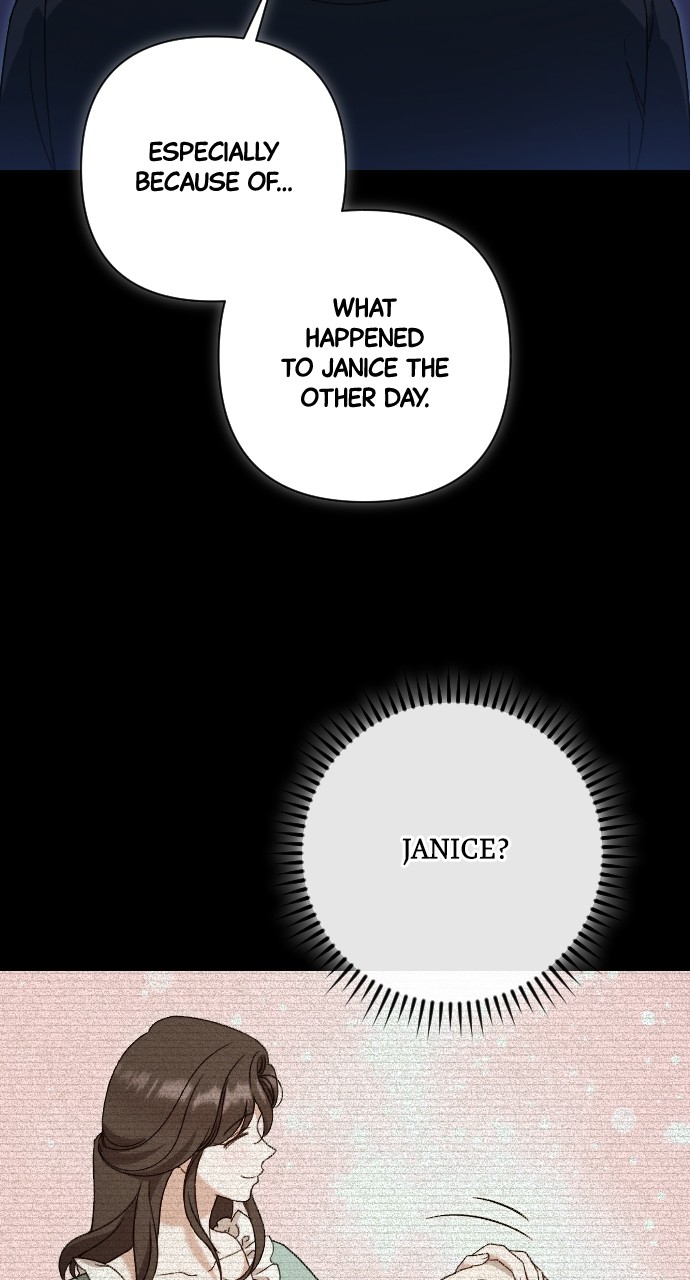 ESPECIALLY
BECAUSE OF...
WHAT
HAPPENED
TO JANICE THE
OTHER DAY.
JANICE?